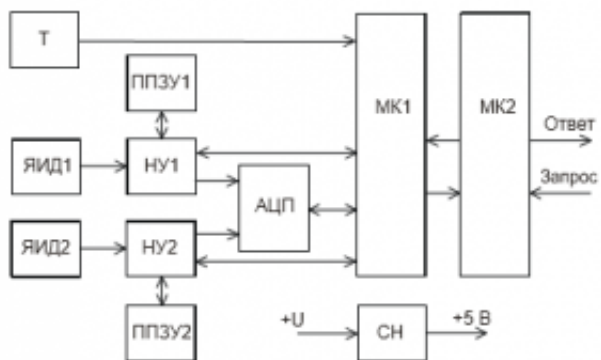 Т
ППЗУ1
МК1
МК2
Ответ
ЯИД1
НУ1
Запрос
АЦП
ЯИД2
НУ2
ППЗУ2
+U
СН
+5 В